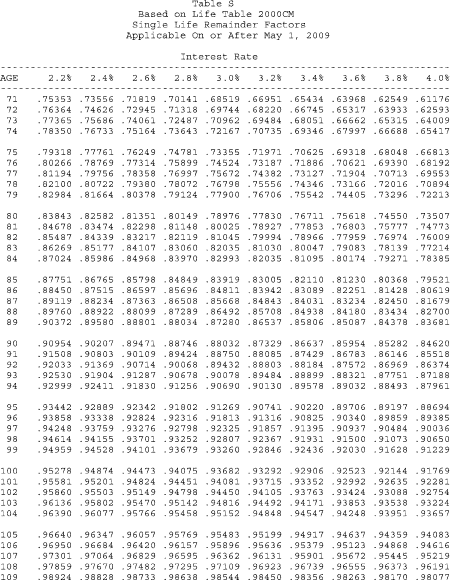 Table S
Based on Life Table 2000CM
Single Life Remainder Factors
Applicable On or After May 1, 2009
Interest Rate
AGE 2.2% 2.4% 2.6% 2.8% 3.0% 3.2% 3.4% 3.6% 3.8% 4.0%
71 .75353 .73556 .71819 .70141 .68519 .66951 .65434 .63968 .62549 .61176
72 .76364 .74626 .72945 .71318 .69744 .68220 .66745 .65317 .63933 .62593
73 .77365 .75686 .74061 .72487 .70962 .69484 .68051 .66662 .65315 .64009
74 .78350 .76733 .75164 .73643 .72167 .70735 .69346 .67997 .66688 .65417
75 .79318 .77761 .76249 .74781 .73355 .71971 .70625 .69318 .68048 .66813
76 .80266 .78769 .77314 .75899 .74524 .73187 .71886 .70621 .69390 .68192
77 .81194 .79756 .78358 .76997 .75672 .74382 .73127 .71904 .70713 .69553
78 .82100 .80722 .79380 .78072 .76798 .75556 .74346 .73166 .72016 .70894
79 .82984 .81664 .80378 .79124 .77900 .76706 .75542 .74405 .73296 .72213
80 .83843 .82582 .81351 .80149 .78976 .77830 .76711 .75618 .74550 .73507
81 .84678 .83474 .82298 .81148 .80025 .78927 .77853 .76803 .75777 .74773
82 .85487 .84339 .83217 .82119 .81045 .79994 .78966 .77959 .76974 .76009
83 .86269 .85177 .84107 .83060 .82035 .81030 .80047 .79083 .78139 .77214
84 .87024 .85986 .84968 .83970 .82993 .82035 .81095 .80174 .79271 .78385
85 .87751 .86765 .85798 .84849 .83919 .83005 .82110 .81230 .80368 .79521
86 .88450 .87515 .86597 .85696 .84811 .83942 .83089 .82251 .81428 .80619
87 .89119 .88234 .87363 .86508 .85668 .84843 .84031 .83234 .82450 .81679
88 .89760 .88922 .88099 .87289 .86492 .85708 .84938 .84180 .83434 .82700
89 .90372 .89580 .88801 .88034 .87280 .86537 .85806 .85087 .84378 .83681
90 .90954 .90207 .89471 .88746 .88032 .87329 .86637 .85954 .85282 .84620
91 .91508 .90803 .90109 .89424 .88750 .88085 .87429 .86783 .86146 .85518
92 .92033 .91369 .90714 .90068 .89432 .88803 .88184 .87572 .86969 .86374
93 .92530 .91904 .91287 .90678 .90078 .89484 .88899 .88321 .87751 .87188
94 .92999 .92411 .91830 .91256 .90690 .90130 .89578 .89032 .88493 .87961
95 .93442 .92889 .92342 .91802 .91269 .90741 .90220 .89706 .89197 .88694
96 .93858 .93338 .92824 .92316 .91813 .91316 .90825 .90340 .89859 .89385
97 .94248 .93759 .93276 .92798 .92325 .91857 .91395 .90937 .90484 .90036
98 .94614 .94155 .93701 .93252 .92807 .92367 .91931 .91500 .91073 .90650
99 .94959 .94528 .94101 .93679 .93260 .92846 .92436 .92030 .91628 .91229
100 .95278 .94874 .94473 .94075 .93682 .93292 .92906 .92523 .92144 .91769
101 .95581 .95201 .94824 .94451 .94081 .93715 .93352 .92992 .92635 .92281
102 .95860 .95503 .95149 .94798 .94450 .94105 .93763 .93424 .93088 .92754
103 .96136 .95802 .95470 .95142 .94816 .94492 .94171 .93853 .93538 .93224
104 .96390 .96077 .95766 .95458 .95152 .94848 .94547 .94248 .93951 .93657
105 .96640 .96347 .96057 .95769 .95483 .95199 .94917 .94637 .94359 .94083
106 .96950 .96684 .96420 .96157 .95896 .95636 .95379 .95123 .94868 .94616
107 .97301 .97064 .96829 .96595 .96362 .96131 .95901 .95672 .95445 .95219
108 .97859 .97670 .97482 .97295 .97109 .96923 .96739 .96555 .96373 .96191
109 .98924 .98828 .98733 .98638 .98544 .98450 .98356 .98263 .98170 .98077